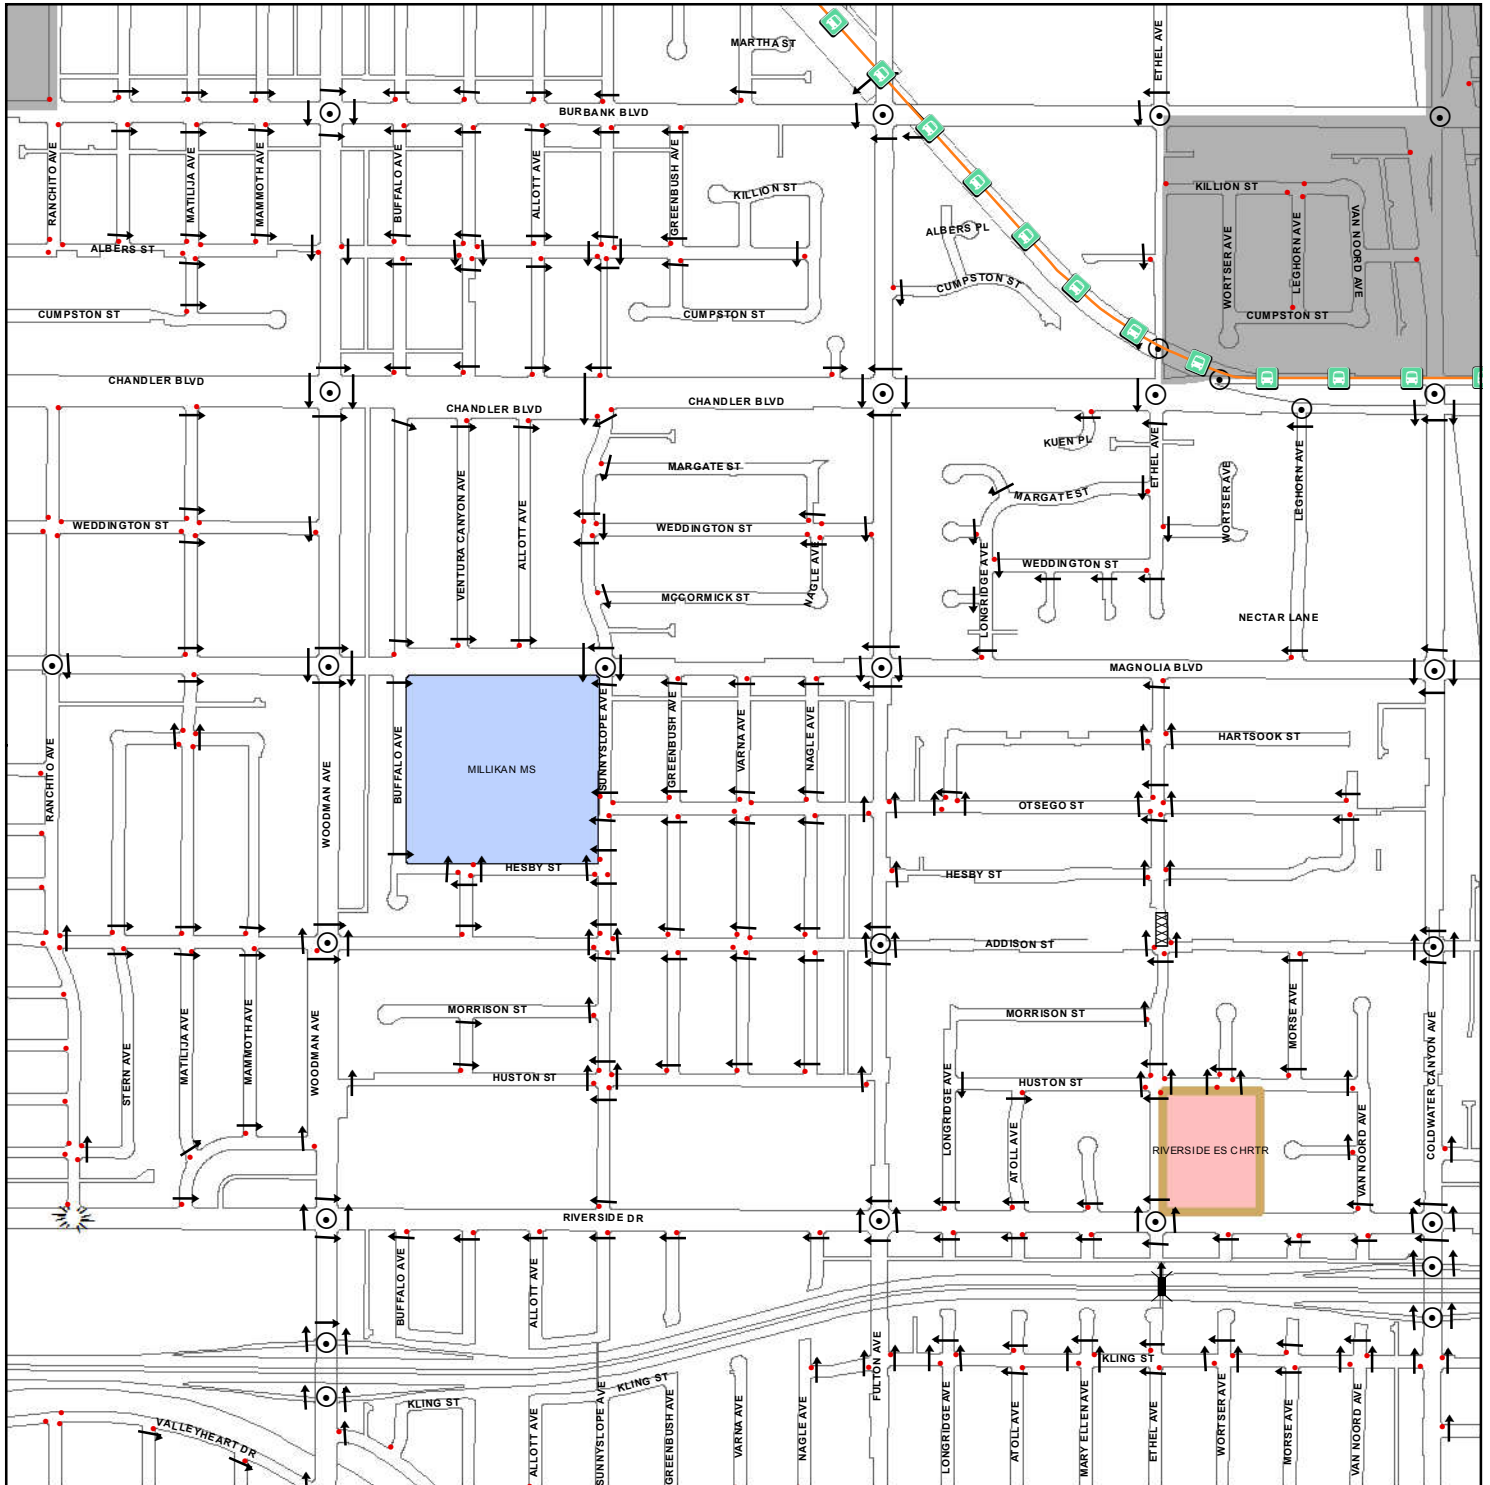 MARTHA ST
ETHEL AVE
BURBANK BLVD
RANCHITO AVE
MATILIJA AVE
MAMMOTH AVE
BUFFALO AVE
ALLOTT AVE
GREENBUSH AVE
KILLION ST
KILLION ST
ALBERS PL
WORTSER AVE
LEGHORN AVE
VAN NOORD AVE
ALBERS ST
CUMPSTON ST
CUMPSTON ST
CUMPSTON ST
CUMPSTON ST
CHANDLER BLVD
CHANDLER BLVD
CHANDLER BLVD
KUEN PL
ETHEL AVE
MARGATE ST
MARGATE ST
WORTSER AVE
LEGHORN AVE
VENTURA CANYON AVE
ALLOTT AVE
WEDDINGTON ST
WEDDINGTON ST
WEDDINGTON ST
NAGLE AVE
LONGRIDGE AVE
MCCORMICK ST
NECTAR LANE
MAGNOLIA BLVD
RANCHITO AVE
WOODMAN AVE
BUFFALO AVE
MILLIKAN MS
SUNNYSLOPE AVE
GREENBUSH AVE
VARNA AVE
NAGLE AVE
HARTSOOK ST
OTSEGO ST
HESBY ST
HESBY ST
ADDISON ST
MORRISON ST
MORRISON ST
STERN AVE
MATILIJA AVE
MAMMOTH AVE
WOODMAN AVE
HUSTON ST
HUSTON ST
LONGRIDGE AVE
ATOLL AVE
MORSE AVE
COLDWATER CANYON AVE
RIVERSIDE ES CHRTR
VAN NOORD AVE
RIVERSIDE DR
BUFFALO AVE
ALLOTT AVE
FULTON AVE
KLING ST
KLING ST
KLING ST
VALLEYHEART DR
ALLOTT AVE
SUNNYSLOPE AVE
GREENBUSH AVE
VARNA AVE
NAGLE AVE
LONGRIDGE AVE
ATOLL AVE
MARY ELLEN AVE
ETHEL AVE
WORTSER AVE
MORSE AVE
VAN NOORD AVE